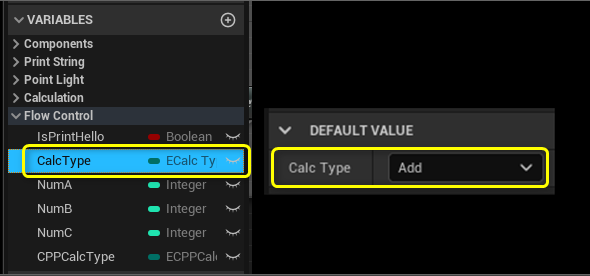 VARIABLES
Components
Print String
Point Light
Calculation
Flow Control
IsPrintHello Boolean
CalcType ECalc Ty
NumA Integer
NumB Integer
NumC Integer
CPPCalcType ECPPCal
DEFAULT VALUE
Calc Type Add